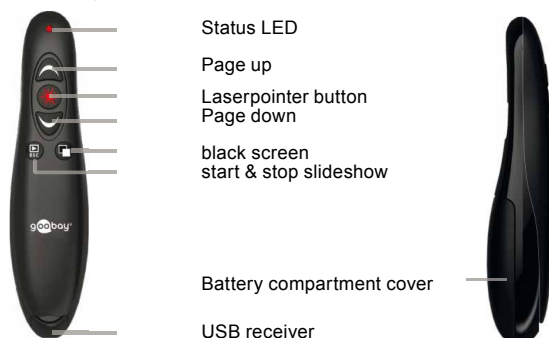 Status LED
Page up
Laserpointer button
Page down
ESC
black screen
start & stop slideshow
goobay
Battery compartment cover
USB receiver